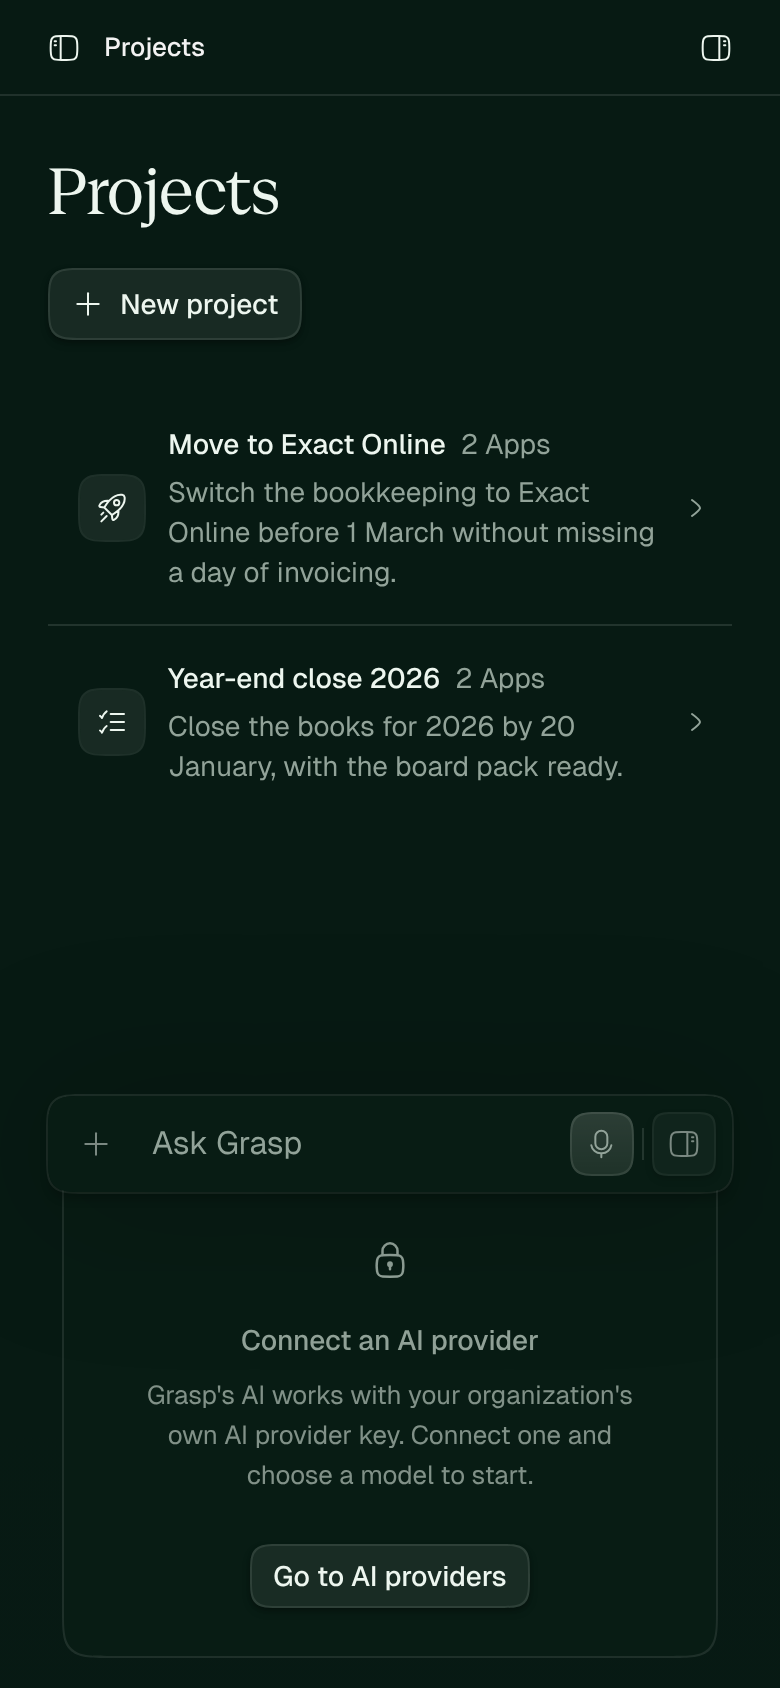 Projects
Projects
New project
Move to Exact Online 2 Apps
Switch the bookkeeping to Exact
Online before 1 March without missing
a day of invoicing.
Year-end close 2026 2 Apps
Close the books for 2026 by 20
January, with the board pack ready.
Ask Grasp
Connect an AI provider
Grasp's AI works with your organization's
own AI provider key. Connect one and
choose a model to start.
Go to AI providers